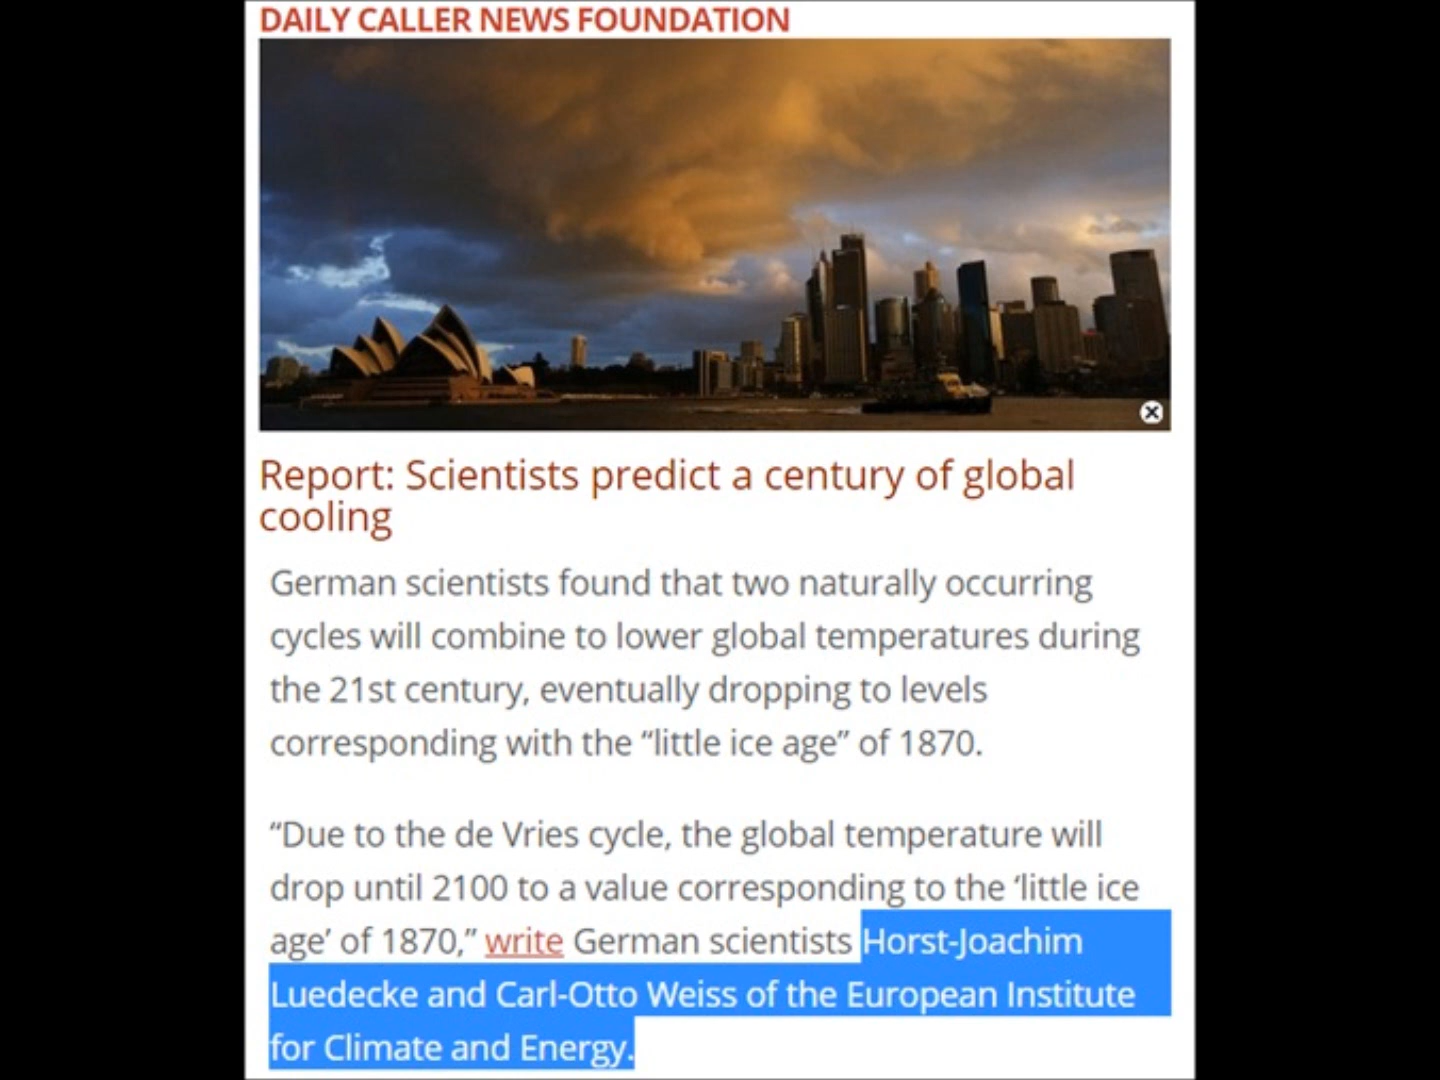 DAILY CALLER NEWS FOUNDATION
Report: Scientists predict a century of global
cooling
German scientists found that two naturally occurring
cycles will combine to lower global temperatures during
the 21st century, eventually dropping to levels
corresponding with the “little ice age” of 1870.
“Due to the de Vries cycle, the global temperature will
drop until 2100 to a value corresponding to the ‘little ice
age’ of 1870,” write German scientists Horst-Joachim
Luedecke and Carl-Otto Weiss of the European Institute
for Climate and Energy.